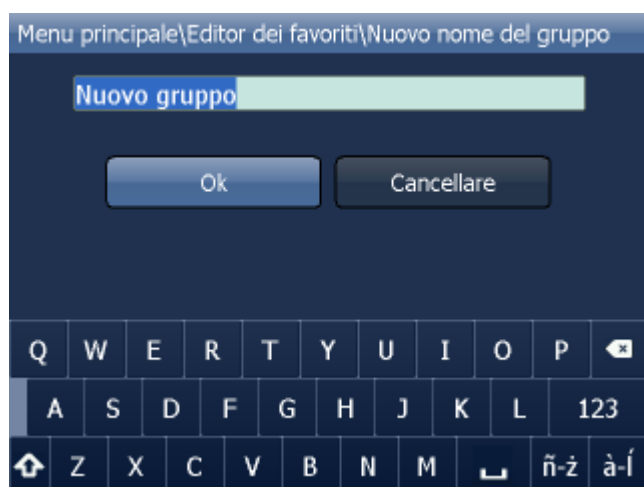 Menu principale\Editor dei favoriti\Nuovo nome del gruppo
Nuovo gruppo
Ok Cancellare
Q W E R T Y U I O P
A S D F G H J K L 123
Z X C V B N M ñ-ż à-Í